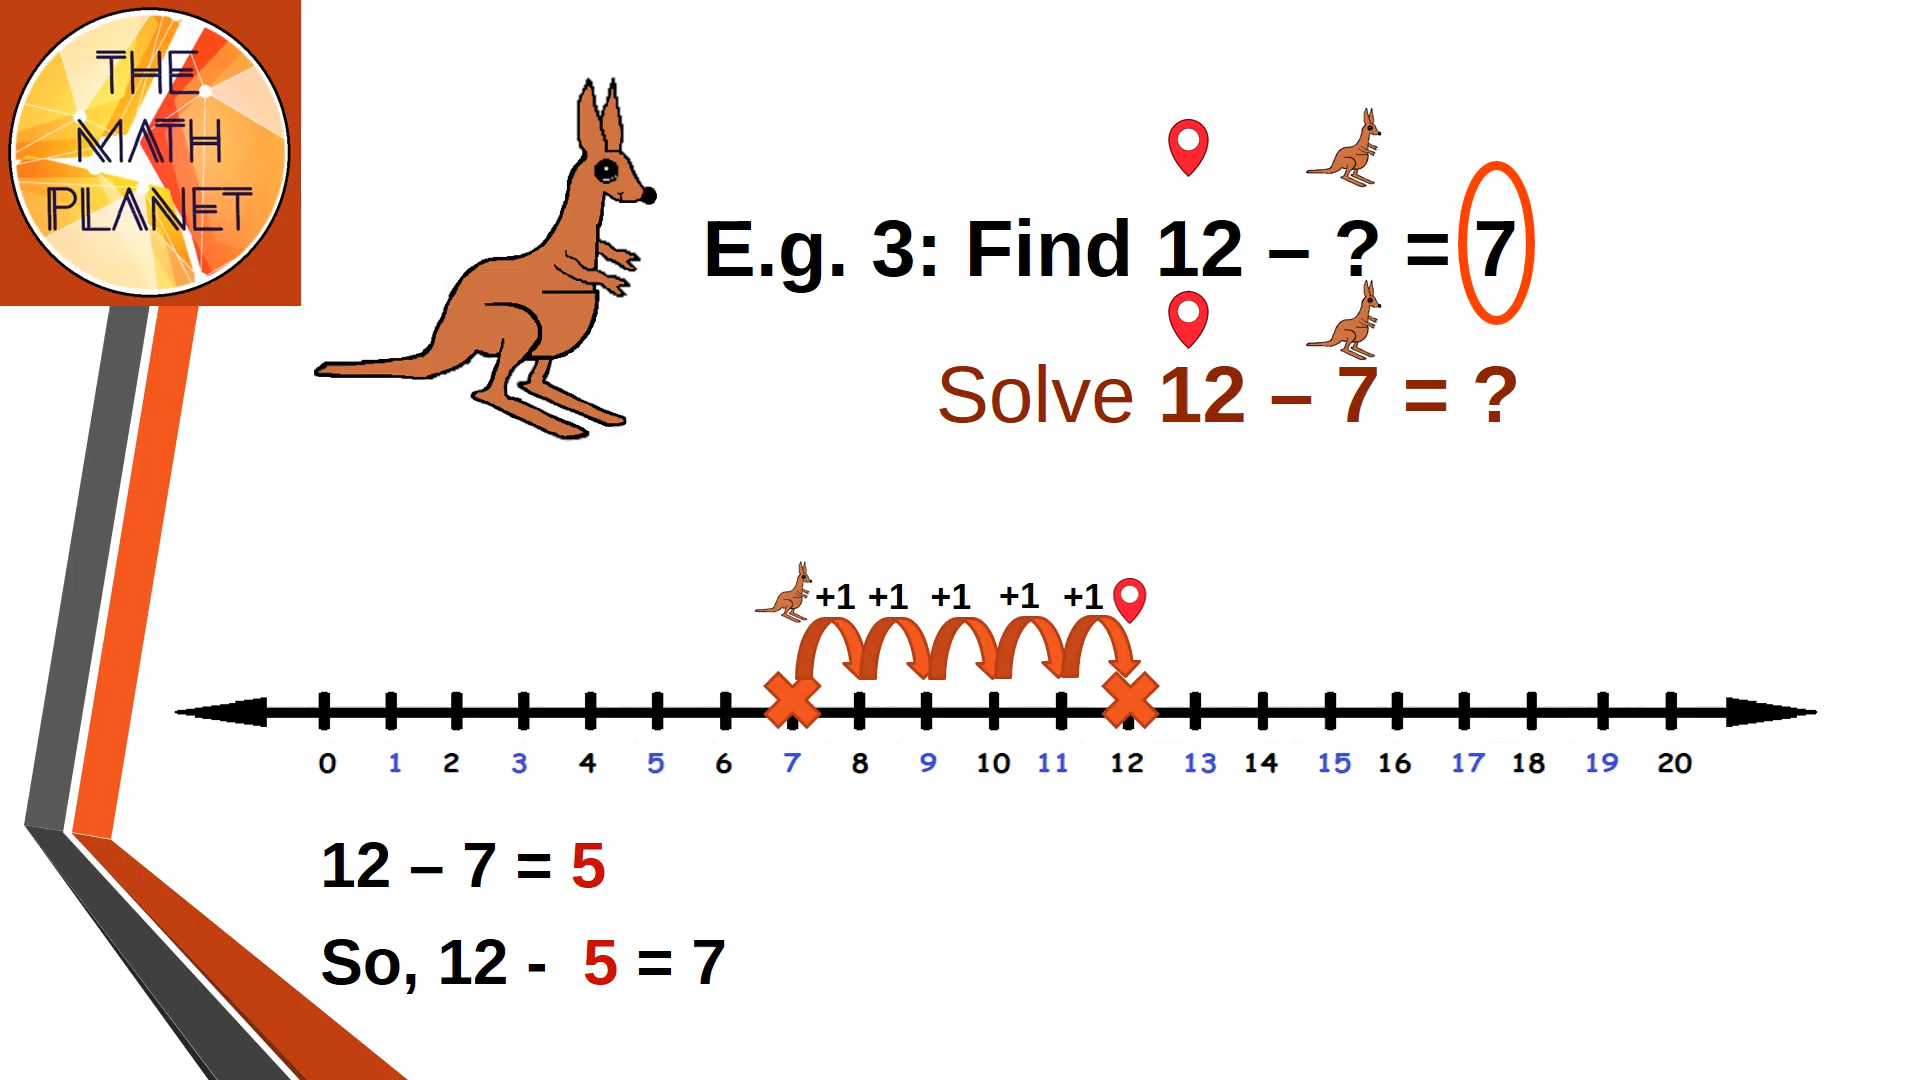 THE
MATH
PLANET
E.g. 3: Find 12 – ? = 7
Solve 12 – 7 = ?
+1 +1 +1 +1 +1
0 1 2 3 4 5 6 7 8 9 10 11 12 13 14 15 16 17 18 19 20
12 – 7 = 5
So, 12 - 5 = 7